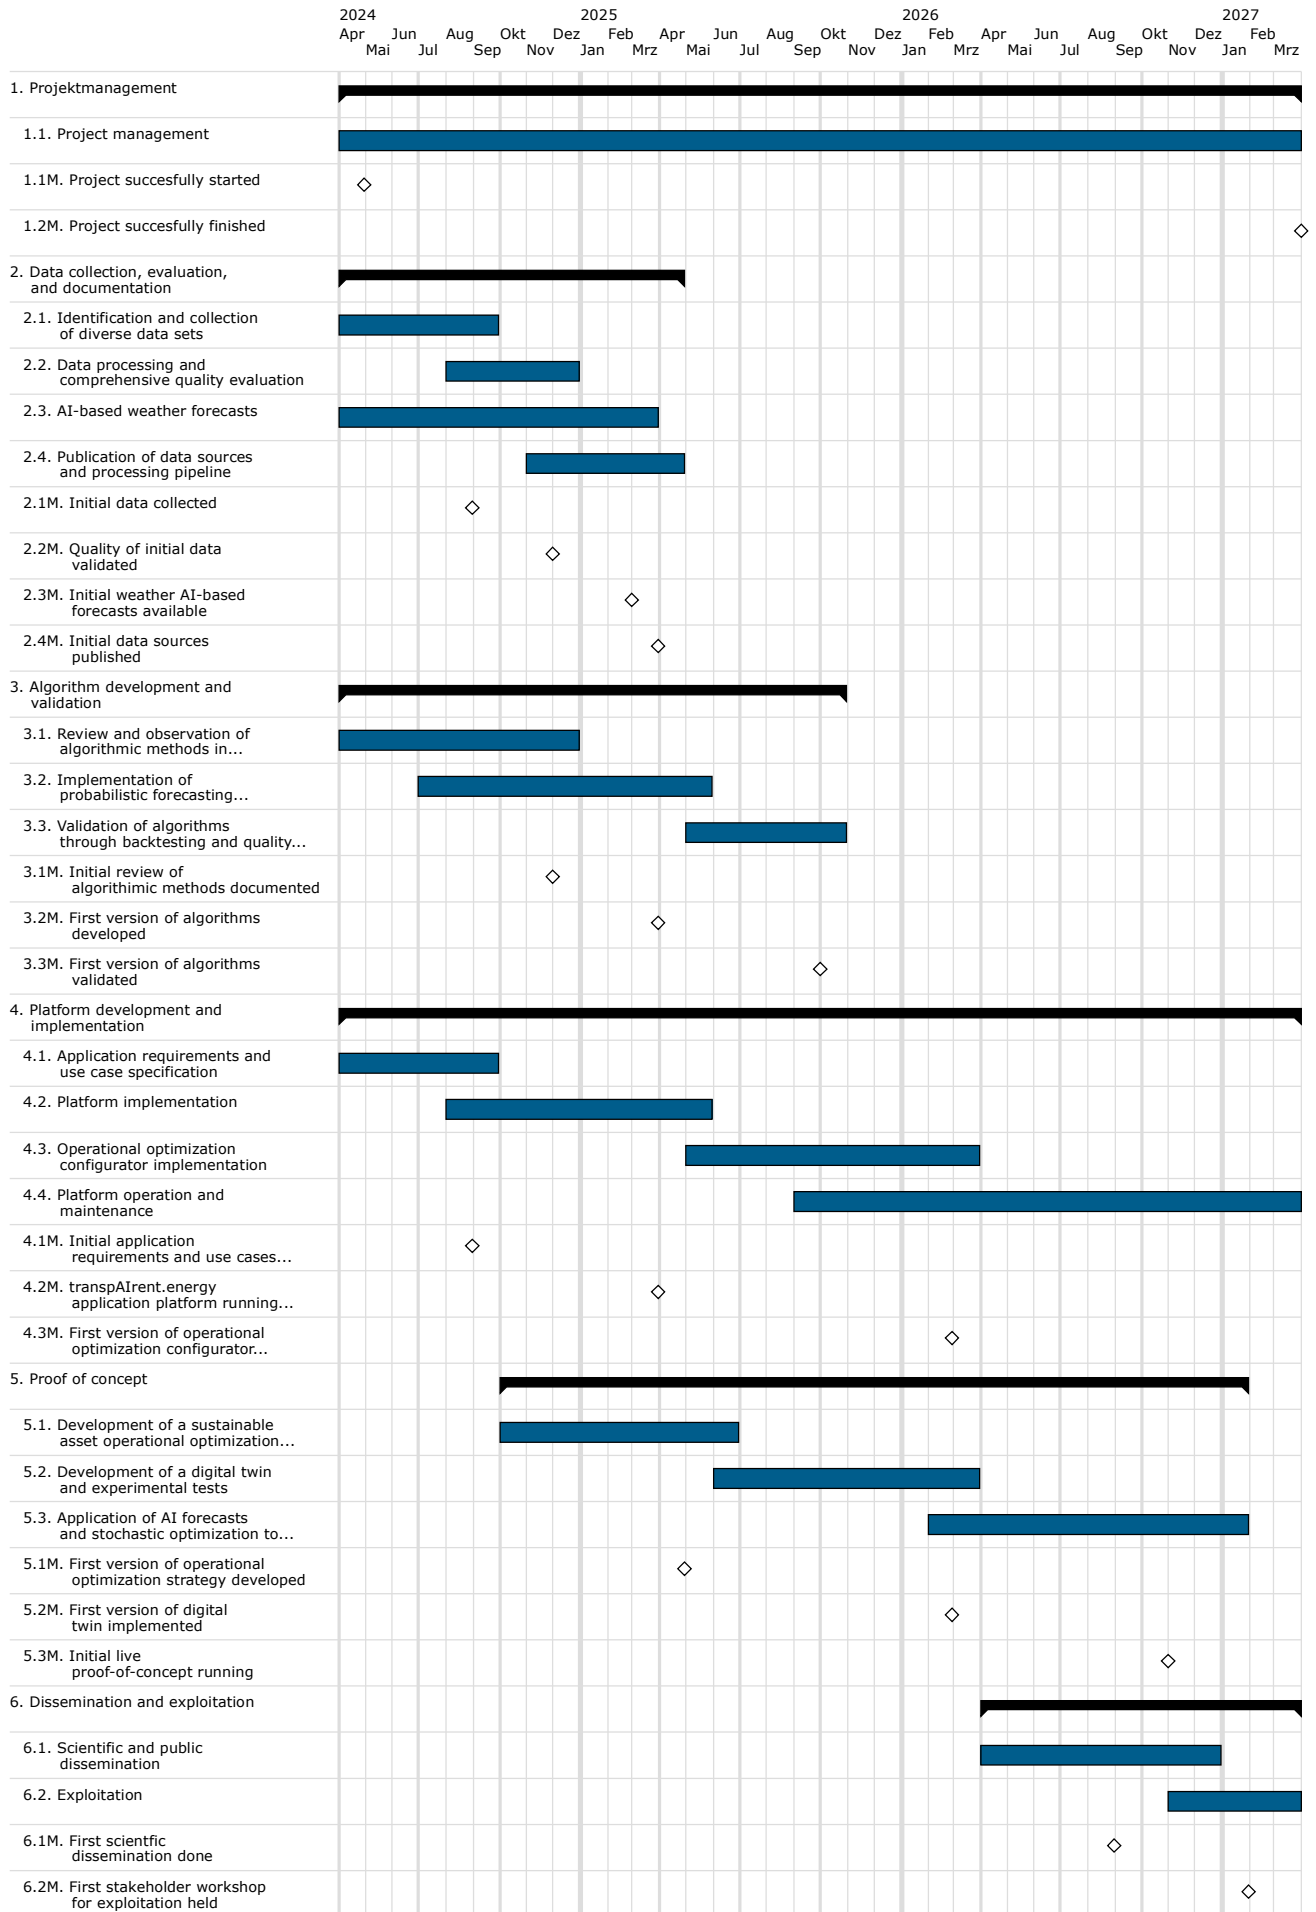 2024 2025 2026 2027
Apr Jun Aug Okt Dez Feb Apr Jun Aug Okt Dez Feb Apr Jun Aug Okt Dez Feb
Mai Jul Sep Nov Jan Mrz Mai Jul Sep Nov Jan Mrz Mai Jul Sep Nov Jan Mrz
1. Projektmanagement
1.1. Project management
1.1M. Project succesfully started
1.2M. Project succesfully finished
2. Data collection, evaluation,
and documentation
2.1. Identification and collection
of diverse data sets
2.2. Data processing and
comprehensive quality evaluation
2.3. AI-based weather forecasts
2.4. Publication of data sources
and processing pipeline
2.1M. Initial data collected
2.2M. Quality of initial data
validated
2.3M. Initial weather AI-based
forecasts available
2.4M. Initial data sources
published
3. Algorithm development and
validation
3.1. Review and observation of
algorithmic methods in...
3.2. Implementation of
probabilistic forecasting...
3.3. Validation of algorithms
through backtesting and quality...
3.1M. Initial review of
algorithimic methods documented
3.2M. First version of algorithms
developed
3.3M. First version of algorithms
validated
4. Platform development and
implementation
4.1. Application requirements and
use case specification
4.2. Platform implementation
4.3. Operational optimization
configurator implementation
4.4. Platform operation and
maintenance
4.1M. Initial application
requirements and use cases...
4.2M. transpAIrent.energy
application platform running...
4.3M. First version of operational
optimization configurator...
5. Proof of concept
5.1. Development of a sustainable
asset operational optimization...
5.2. Development of a digital twin
and experimental tests
5.3. Application of AI forecasts
and stochastic optimization to...
5.1M. First version of operational
optimization strategy developed
5.2M. First version of digital
twin implemented
5.3M. Initial live
proof-of-concept running
6. Dissemination and exploitation
6.1. Scientific and public
dissemination
6.2. Exploitation
6.1M. First scientfic
dissemination done
6.2M. First stakeholder workshop
for exploitation held